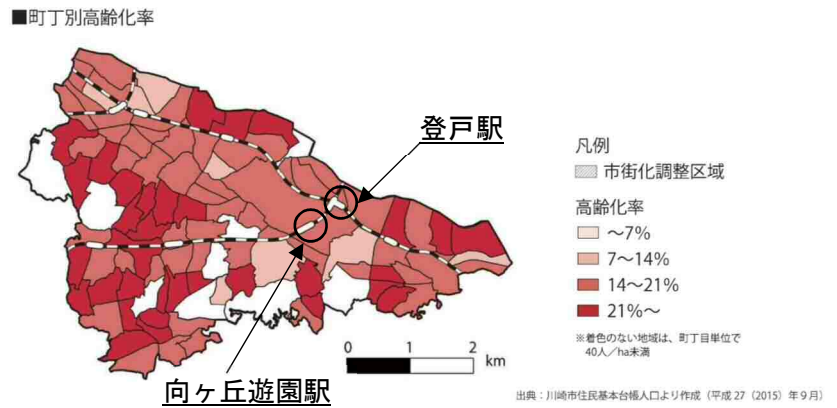 ■町丁別高齢化率
登戸駅
凡例
市街化調整区域
高齢化率
～7%
7～14%
14～21%
21%～
※着色のない地域は、町丁目単位で
40人／ha未満
0 1 2
km
向ヶ丘遊園駅
出典：川崎市住民基本台帳人口より作成（平成27（2015）年9月）